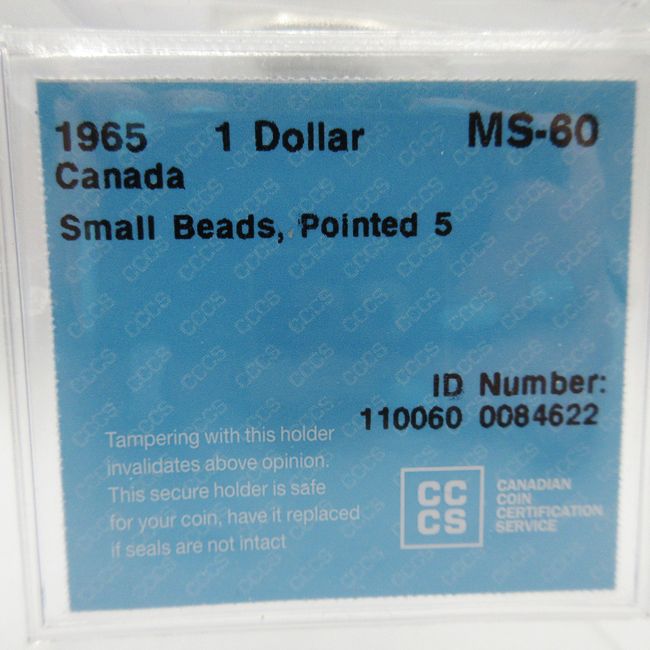 1965 1 Dollar MS-60
Canada
Small Beads, Pointed 5
ID Number:
110060 0084622
Tampering with this holder
invalidates above opinion.
This secure holder is safe
for your coin, have it replaced
if seals are not intact
CC
CS
CANADIAN
COIN
CERTIFICATION
SERVICE